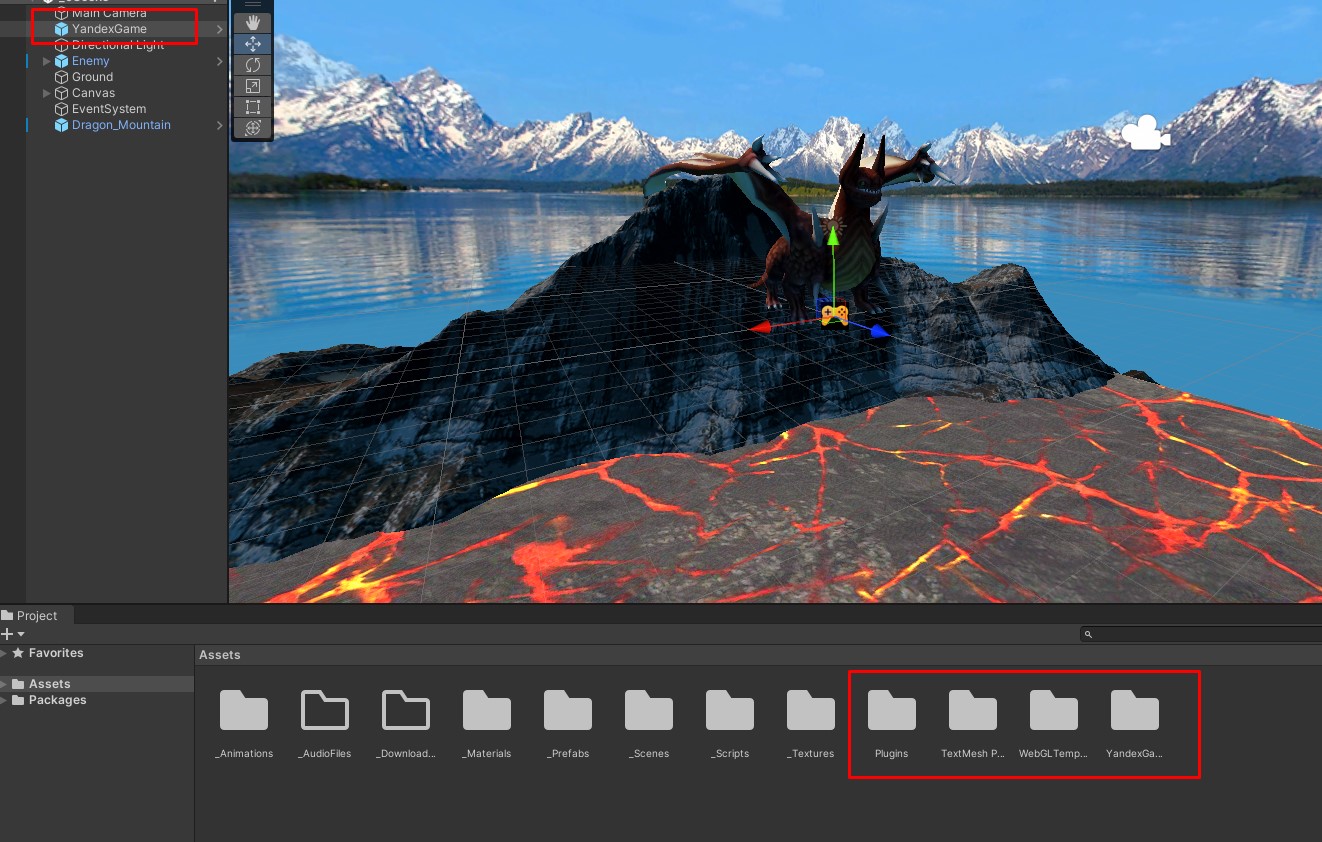 Main Camera
YandexGame
Directional Light
Enemy
Ground
Canvas
EventSystem
Dragon_Mountain
Project
Favorites
Assets
Packages
Assets
_Animations
_AudioFiles
_Download...
_Materials
_Prefabs
_Scenes
_Scripts
_Textures
Plugins
TextMesh P...
WebGLTemp...
YandexGa...